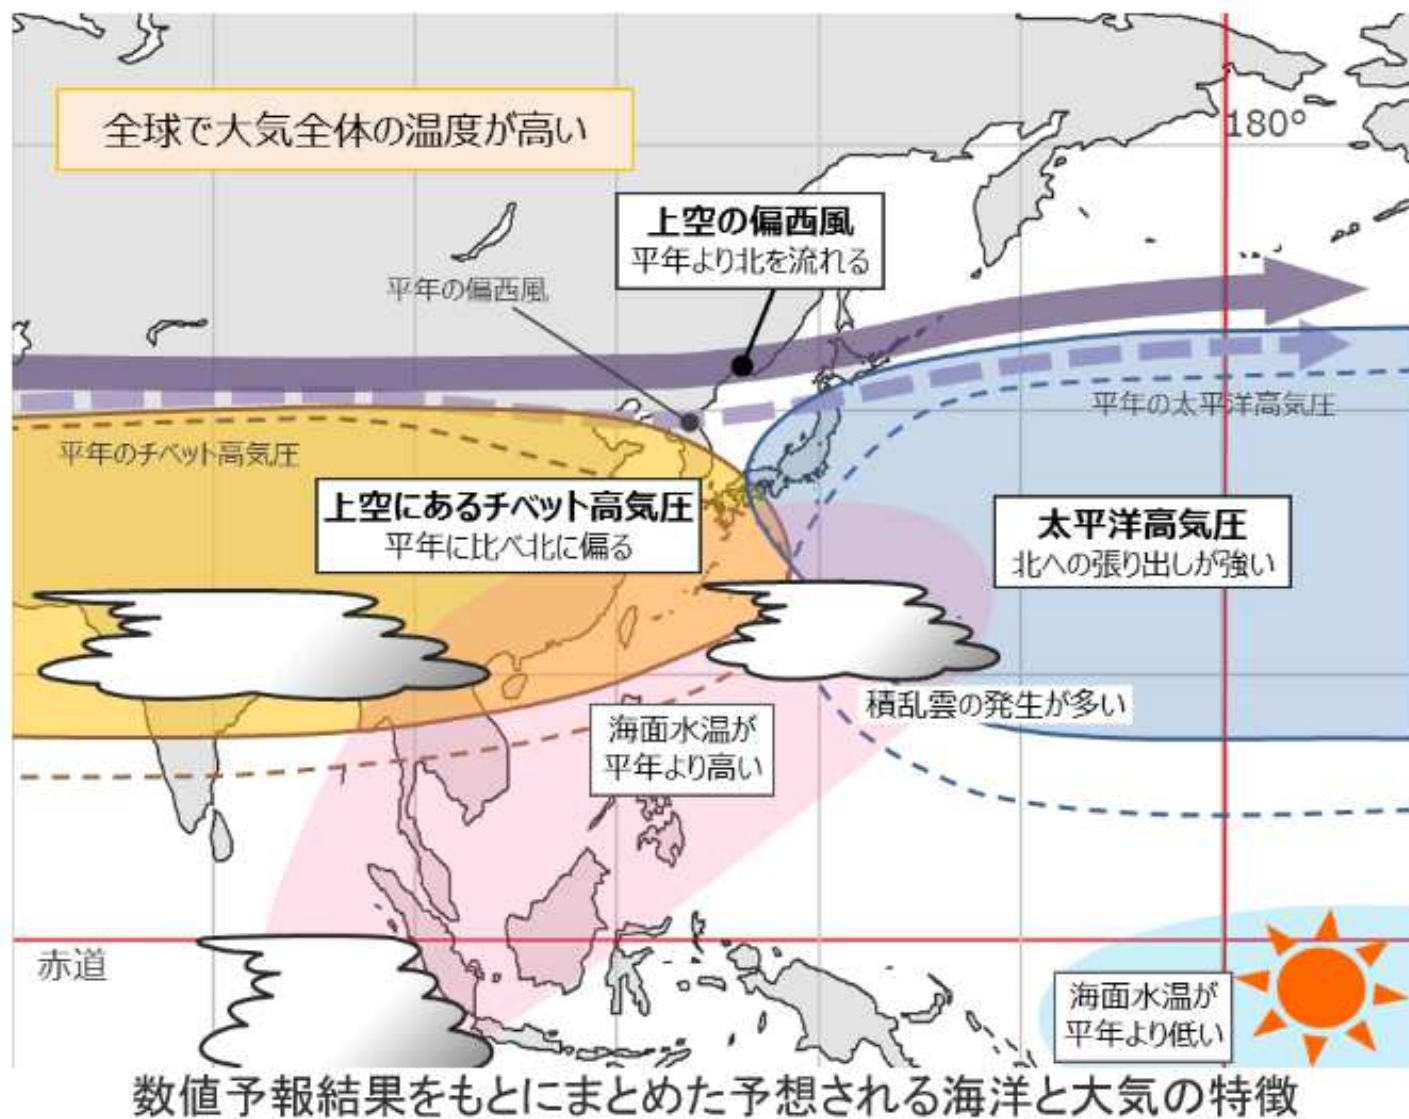 全球で大気全体の温度が高い
180°
上空の偏西風
平年より北を流れる
平年の偏西風
平年の太平洋高気圧
平年のチベット高気圧
上空にあるチベット高気圧
平年に比べ北に偏る
太平洋高気圧
北への張り出しが強い
積乱雲の発生が多い
海面水温が
平年より高い
赤道
海面水温が
平年より低い
数値予報結果をもとにまとめた予想される海洋と大気の特徴